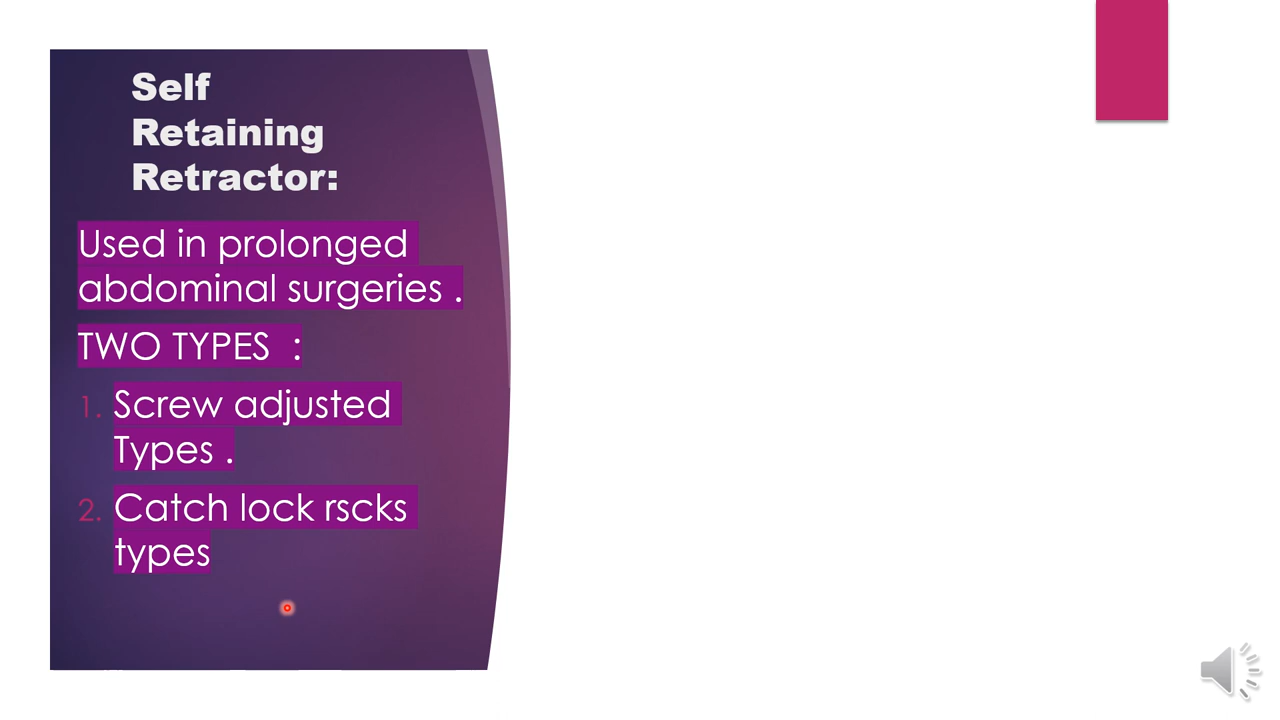 Self
Retaining
Retractor:
Used in prolonged
abdominal surgeries .
TWO TYPES  :
1. Screw adjusted
Types .
2. Catch lock rscks
types